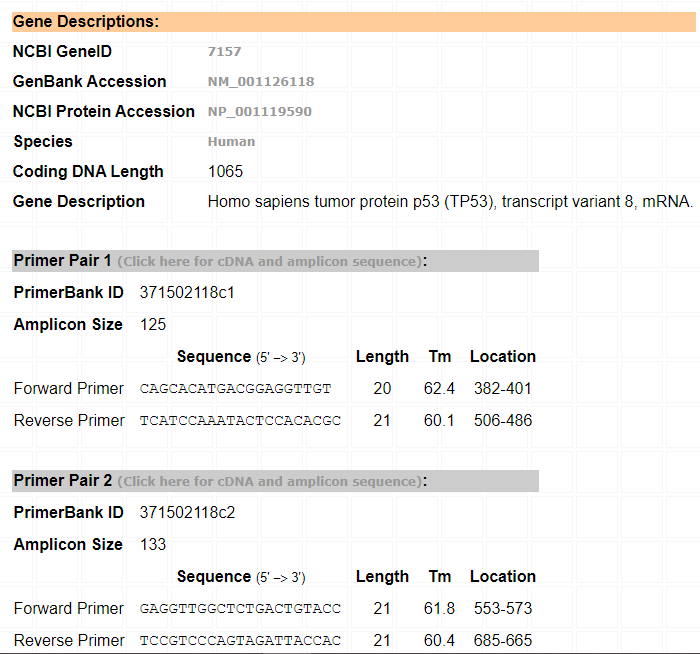 Gene Descriptions:
NCBI GeneID 7157
GenBank Accession NM_001126118
NCBI Protein Accession NP_001119590
Species Human
Coding DNA Length 1065
Gene Description Homo sapiens tumor protein p53 (TP53), transcript variant 8, mRNA.
Primer Pair 1 (Click here for cDNA and amplicon sequence):
PrimerBank ID 371502118c1
Amplicon Size 125
Sequence (5' -> 3') Length Tm Location
Forward Primer CAGCACATGACGGAGGTTGT 20 62.4 382-401
Reverse Primer TCATCCAAATACTCCACACGC 21 60.1 506-486
Primer Pair 2 (Click here for cDNA and amplicon sequence):
PrimerBank ID 371502118c2
Amplicon Size 133
Sequence (5' -> 3') Length Tm Location
Forward Primer GAGGTTGGCTCTGACTGTACC 21 61.8 553-573
Reverse Primer TCCGTCCCAGTAGATTACCAC 21 60.4 685-665